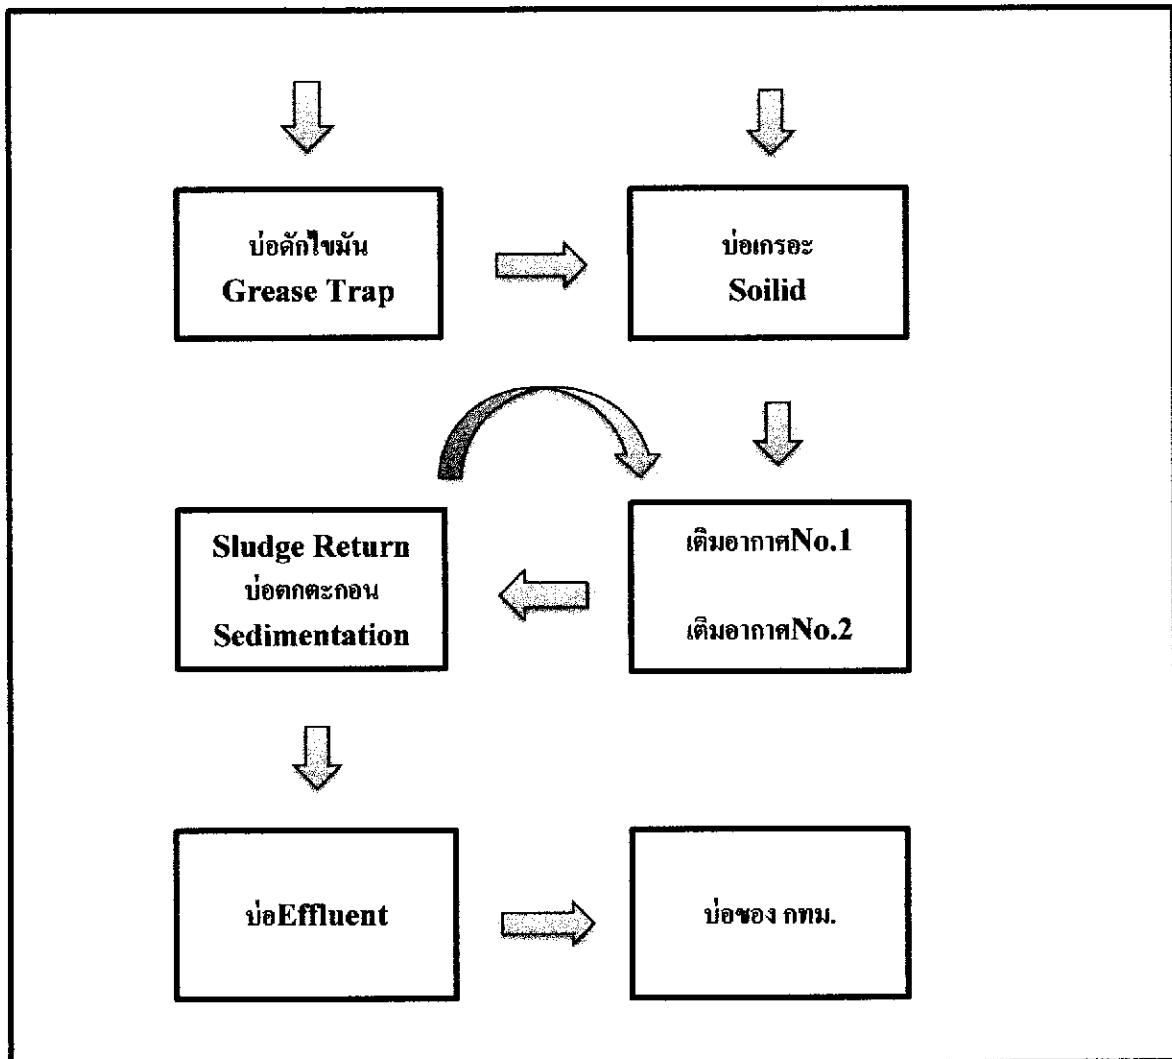 บ่อดักไขมัน
Grease Trap
บ่อเกรอะ
Soilid
Sludge Return
บ่อตกตะกอน
Sedimentation
เติมอากาศNo.1
เติมอากาศNo.2
บ่อEffluent
บ่อของ กทม.